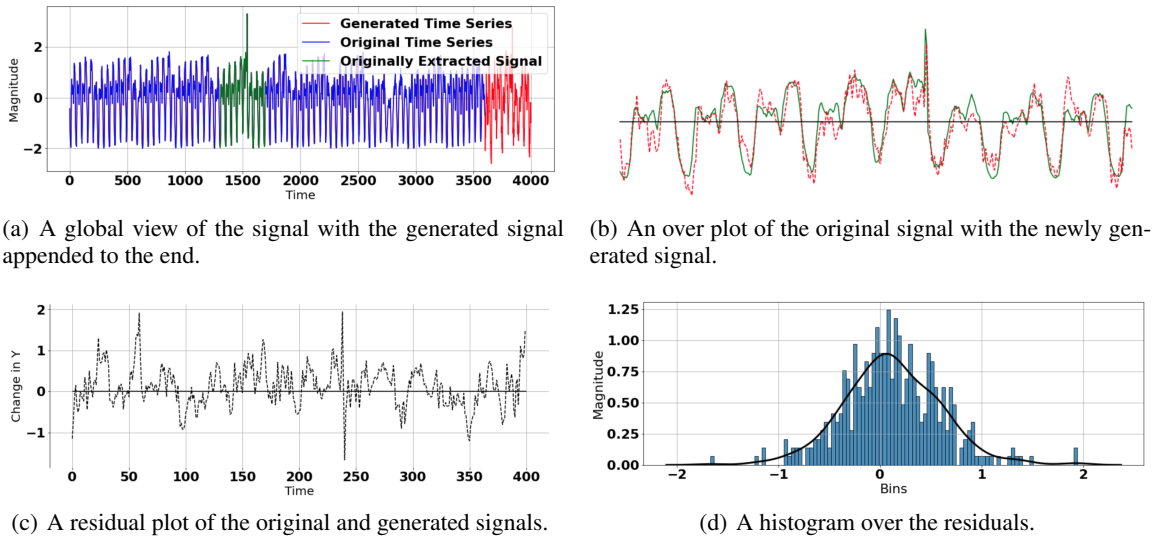 Generated Time Series
Original Time Series
Originally Extracted Signal
Magnitude
2
0
−2
0 500 1000 1500 2000 2500 3000 3500 4000
Time
(a) A global view of the signal with the generated signal
appended to the end.
(b) An over plot of the original signal with the newly gen-
erated signal.
Change in Y
2
1
0
−1
0 50 100 150 200 250 300 350 400
Time
(c) A residual plot of the original and generated signals.
Magnitude
1.25
1.00
0.75
0.50
0.25
0.00
−2 −1 0 1 2
Bins
(d) A histogram over the residuals.